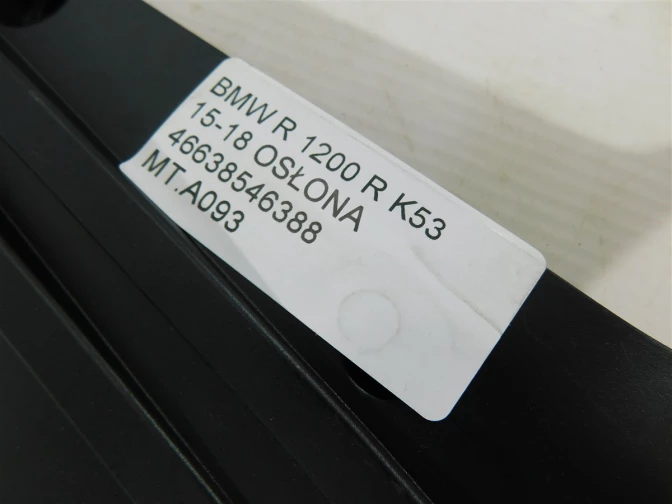 BMW R 1200 R K53
15-18 OSŁONA
46638546388
MT.A093